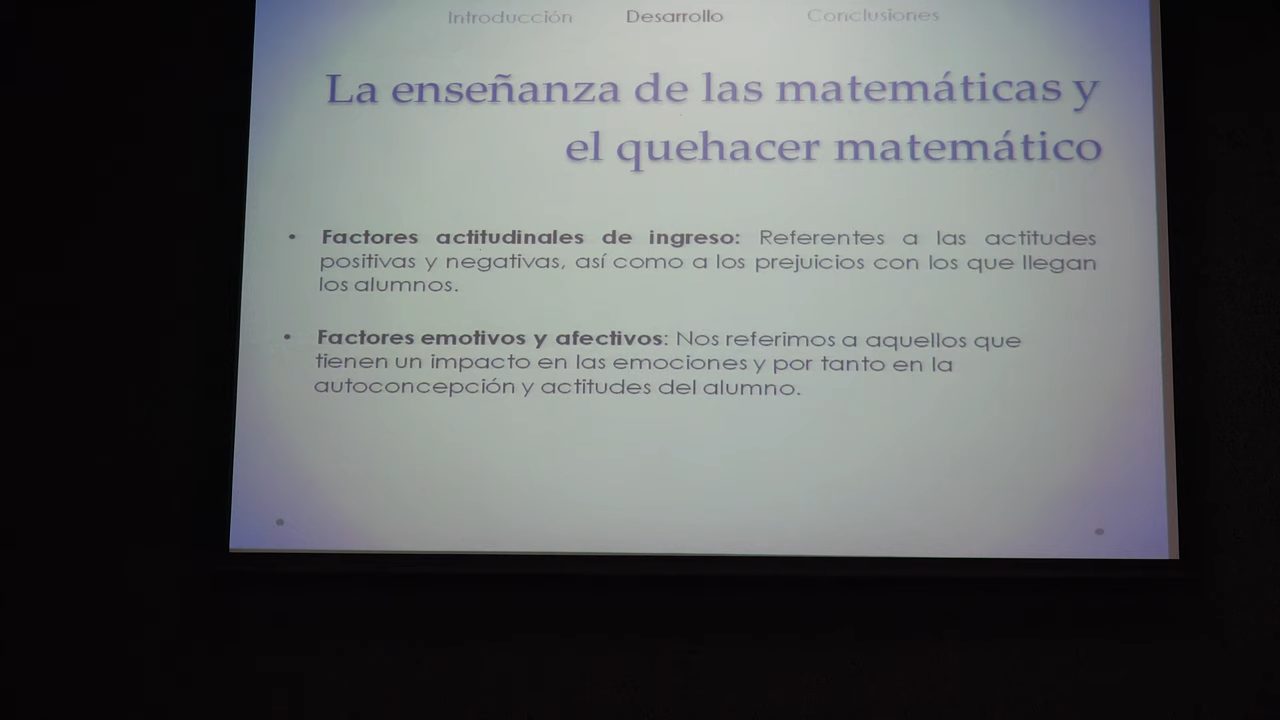 Introducción Desarrollo Conclusiones
La enseñanza de las matemáticas y
el quehacer matemático
• Factores actitudinales de ingreso: Referentes a las actitudes
positivas y negativas, así como a los prejuicios con los que llegan
los alumnos.
• Factores emotivos y afectivos: Nos referimos a aquellos que
tienen un impacto en las emociones y por tanto en la
autoconcepción y actitudes del alumno.